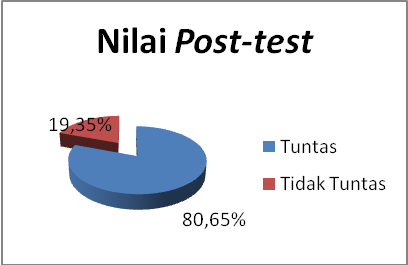 Nilai Post-test
19,35%
Tuntas
Tidak Tuntas
80,65%